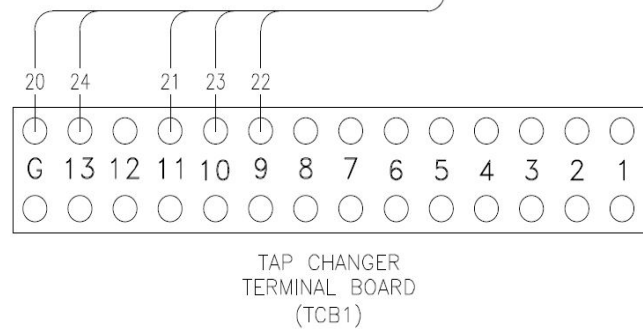 20 24 21 23 22
G 13 12 11 10 9 8 7 6 5 4 3 2 1
TAP CHANGER
TERMINAL BOARD
(TCB1)